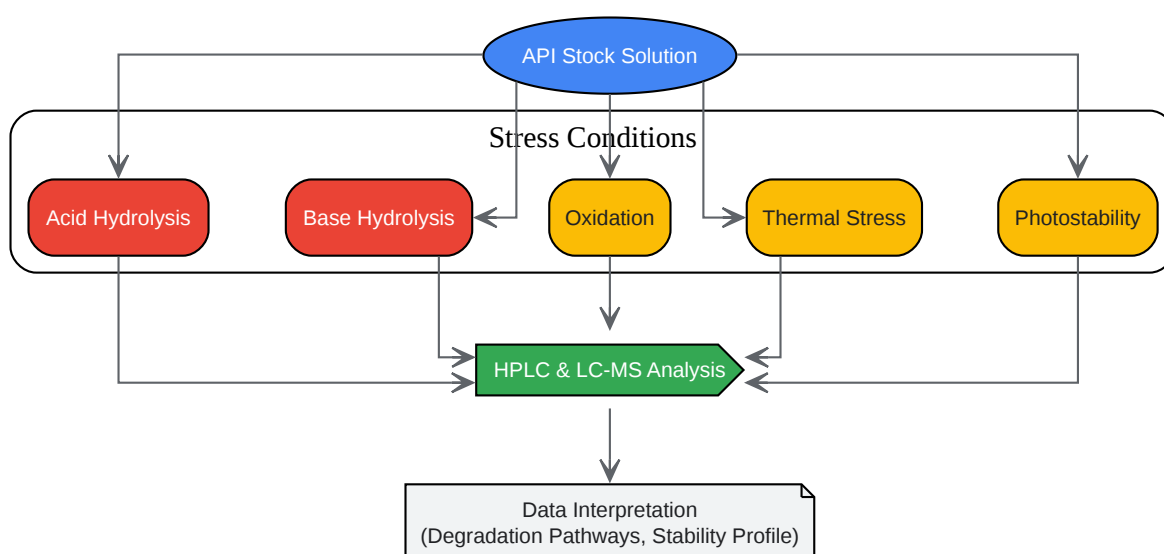 API Stock Solution
Stress Conditions
Acid Hydrolysis
Base Hydrolysis
Oxidation
Thermal Stress
Photostability
HPLC & LC-MS Analysis
Data Interpretation
(Degradation Pathways, Stability Profile)